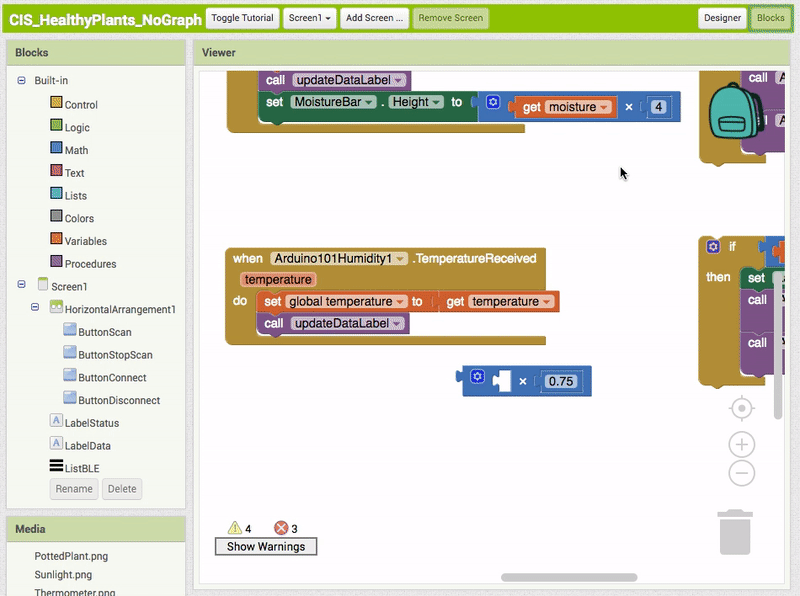 CIS_HealthyPlants_NoGraph Toggle Tutorial Screen1 Add Screen ... Remove Screen Designer Blocks
Blocks
Viewer
Built-in
Control
Logic
Math
Text
Lists
Colors
Variables
Procedures
Screen1
HorizontalArrangement1
ButtonScan
ButtonStopScan
ButtonConnect
ButtonDisconnect
LabelStatus
LabelData
ListBLE
Rename Delete
Media
PottedPlant.png
Sunlight.png
Thermometer.png
call updateDataLabel
set MoistureBar . Height to get moisture × 4
when Arduino101Humidity1 .TemperatureReceived
temperature
do set global temperature to get temperature
call updateDataLabel
× 0.75
call
if
then set
call
call
4 3
Show Warnings